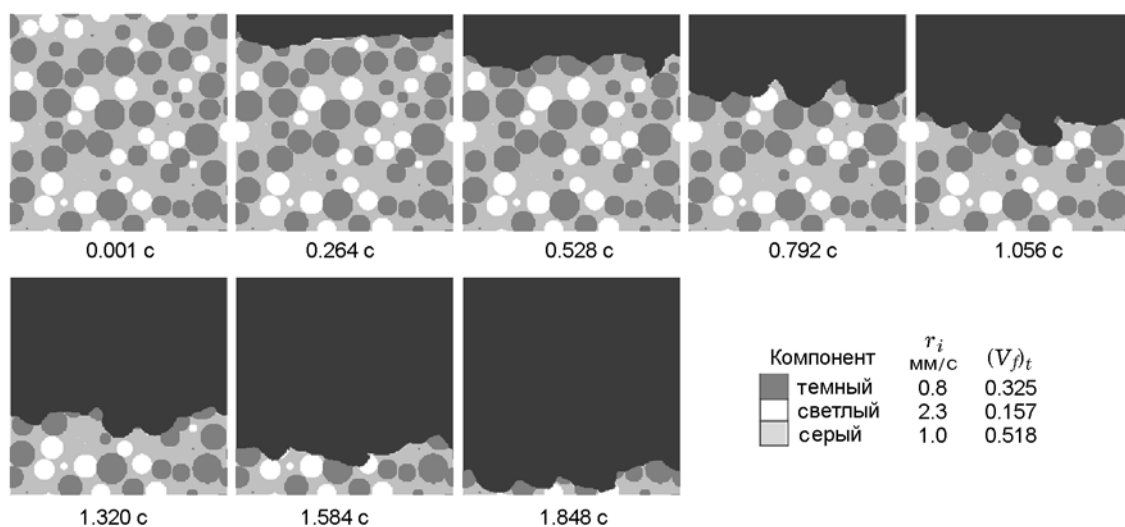 0.001 с 0.264 с 0.528 с 0.792 с 1.056 с
1.320 с 1.584 с 1.848 с
Компонент r_i мм/с (V_f)_t
темный 0.8 0.325
светлый 2.3 0.157
серый 1.0 0.518